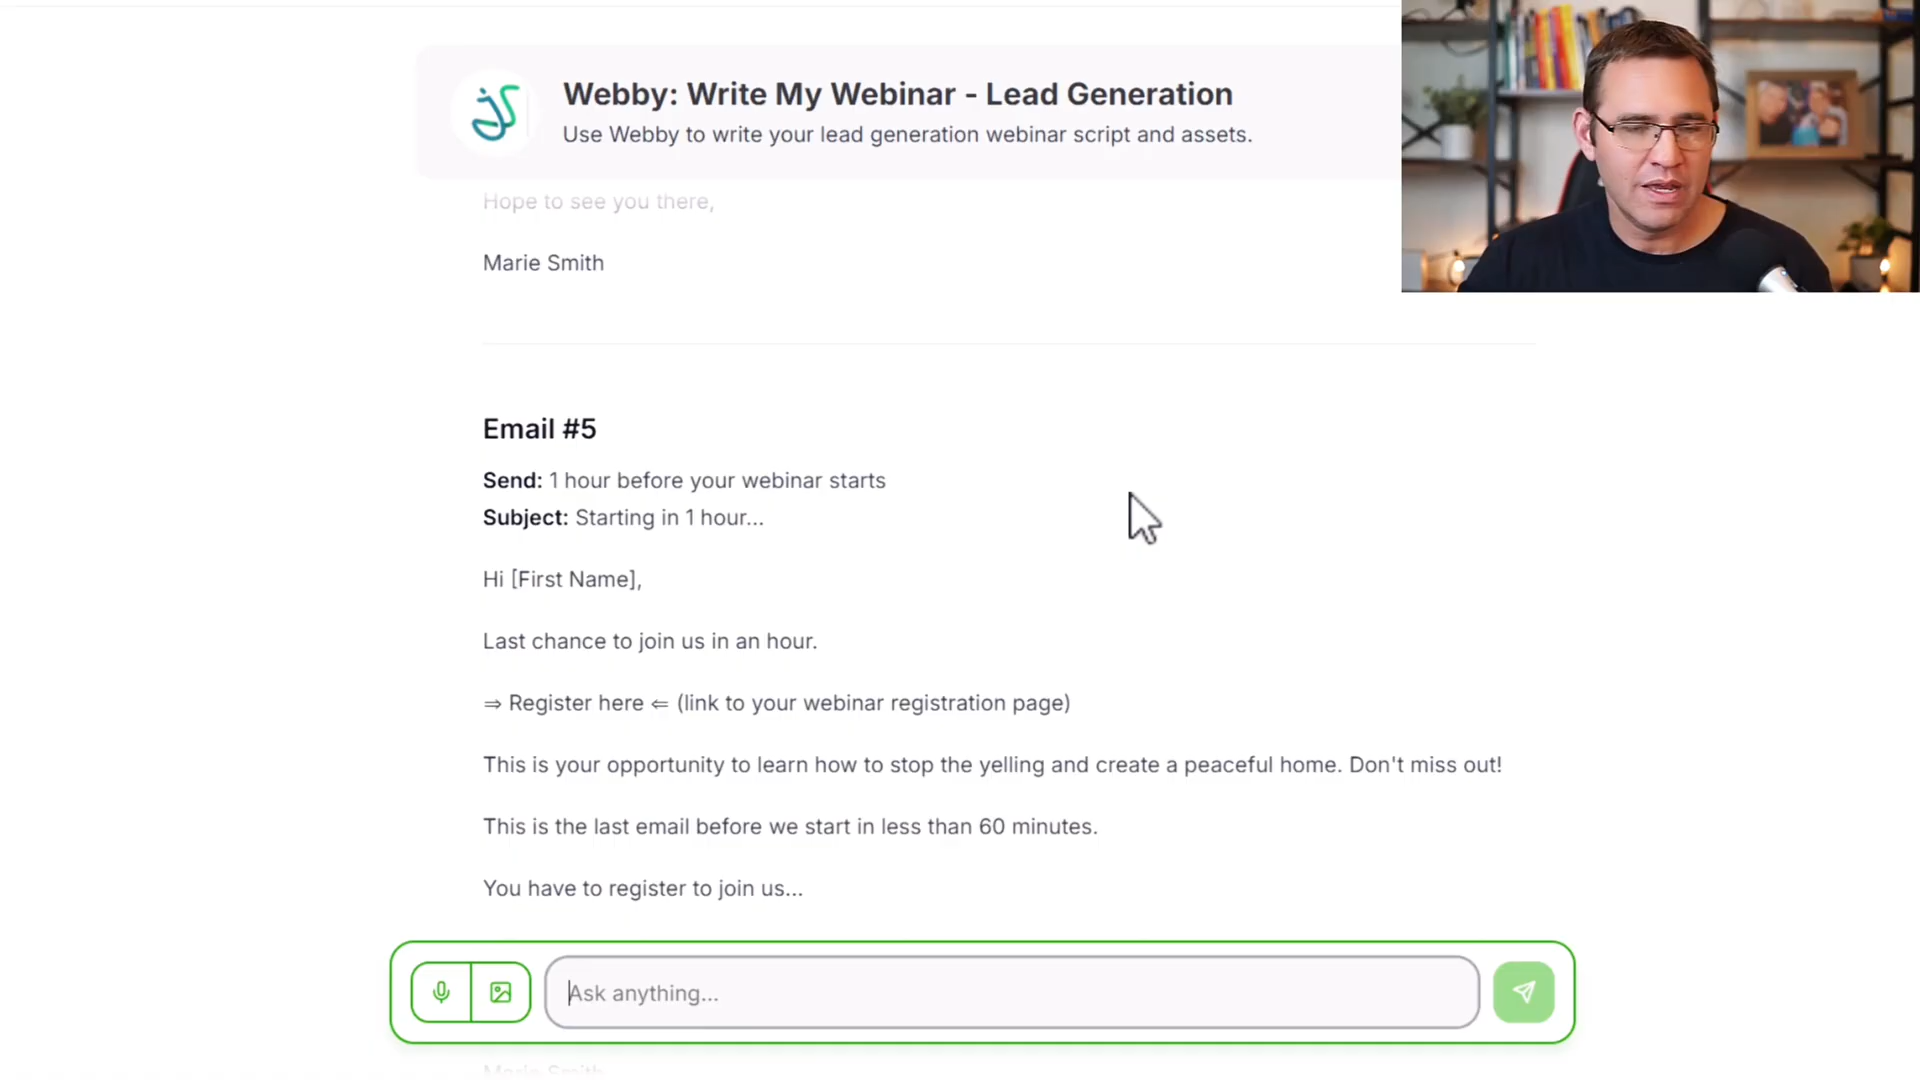 Webby: Write My Webinar - Lead Generation
Use Webby to write your lead generation webinar script and assets.
Hope to see you there,
Marie Smith
Email #5
Send: 1 hour before your webinar starts
Subject: Starting in 1 hour...
Hi [First Name],
Last chance to join us in an hour.
⇒ Register here ⇐ (link to your webinar registration page)
This is your opportunity to learn how to stop the yelling and create a peaceful home. Don't miss out!
This is the last email before we start in less than 60 minutes.
You have to register to join us...
Ask anything...
Marie Smith